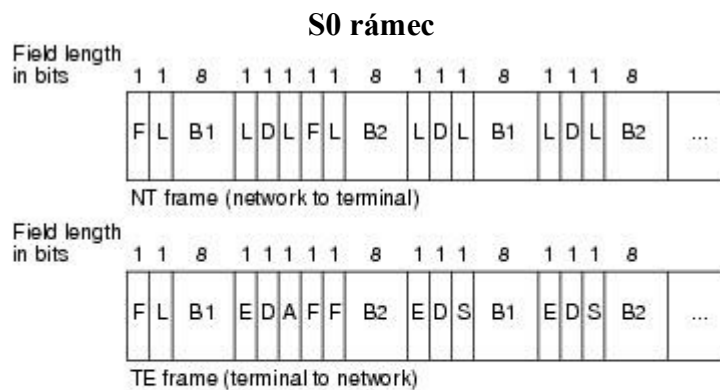 S0 rámec
Field length
in bits 1 1 8 1 1 1 1 1 8 1 1 1 8 1 1 1 8
F L B1 L D L F L B2 L D L B1 L D L B2 ...
NT frame (network to terminal)
Field length
in bits 1 1 8 1 1 1 1 1 8 1 1 1 8 1 1 1 8
F L B1 E D A F F B2 E D S B1 E D S B2 ...
TE frame (terminal to network)